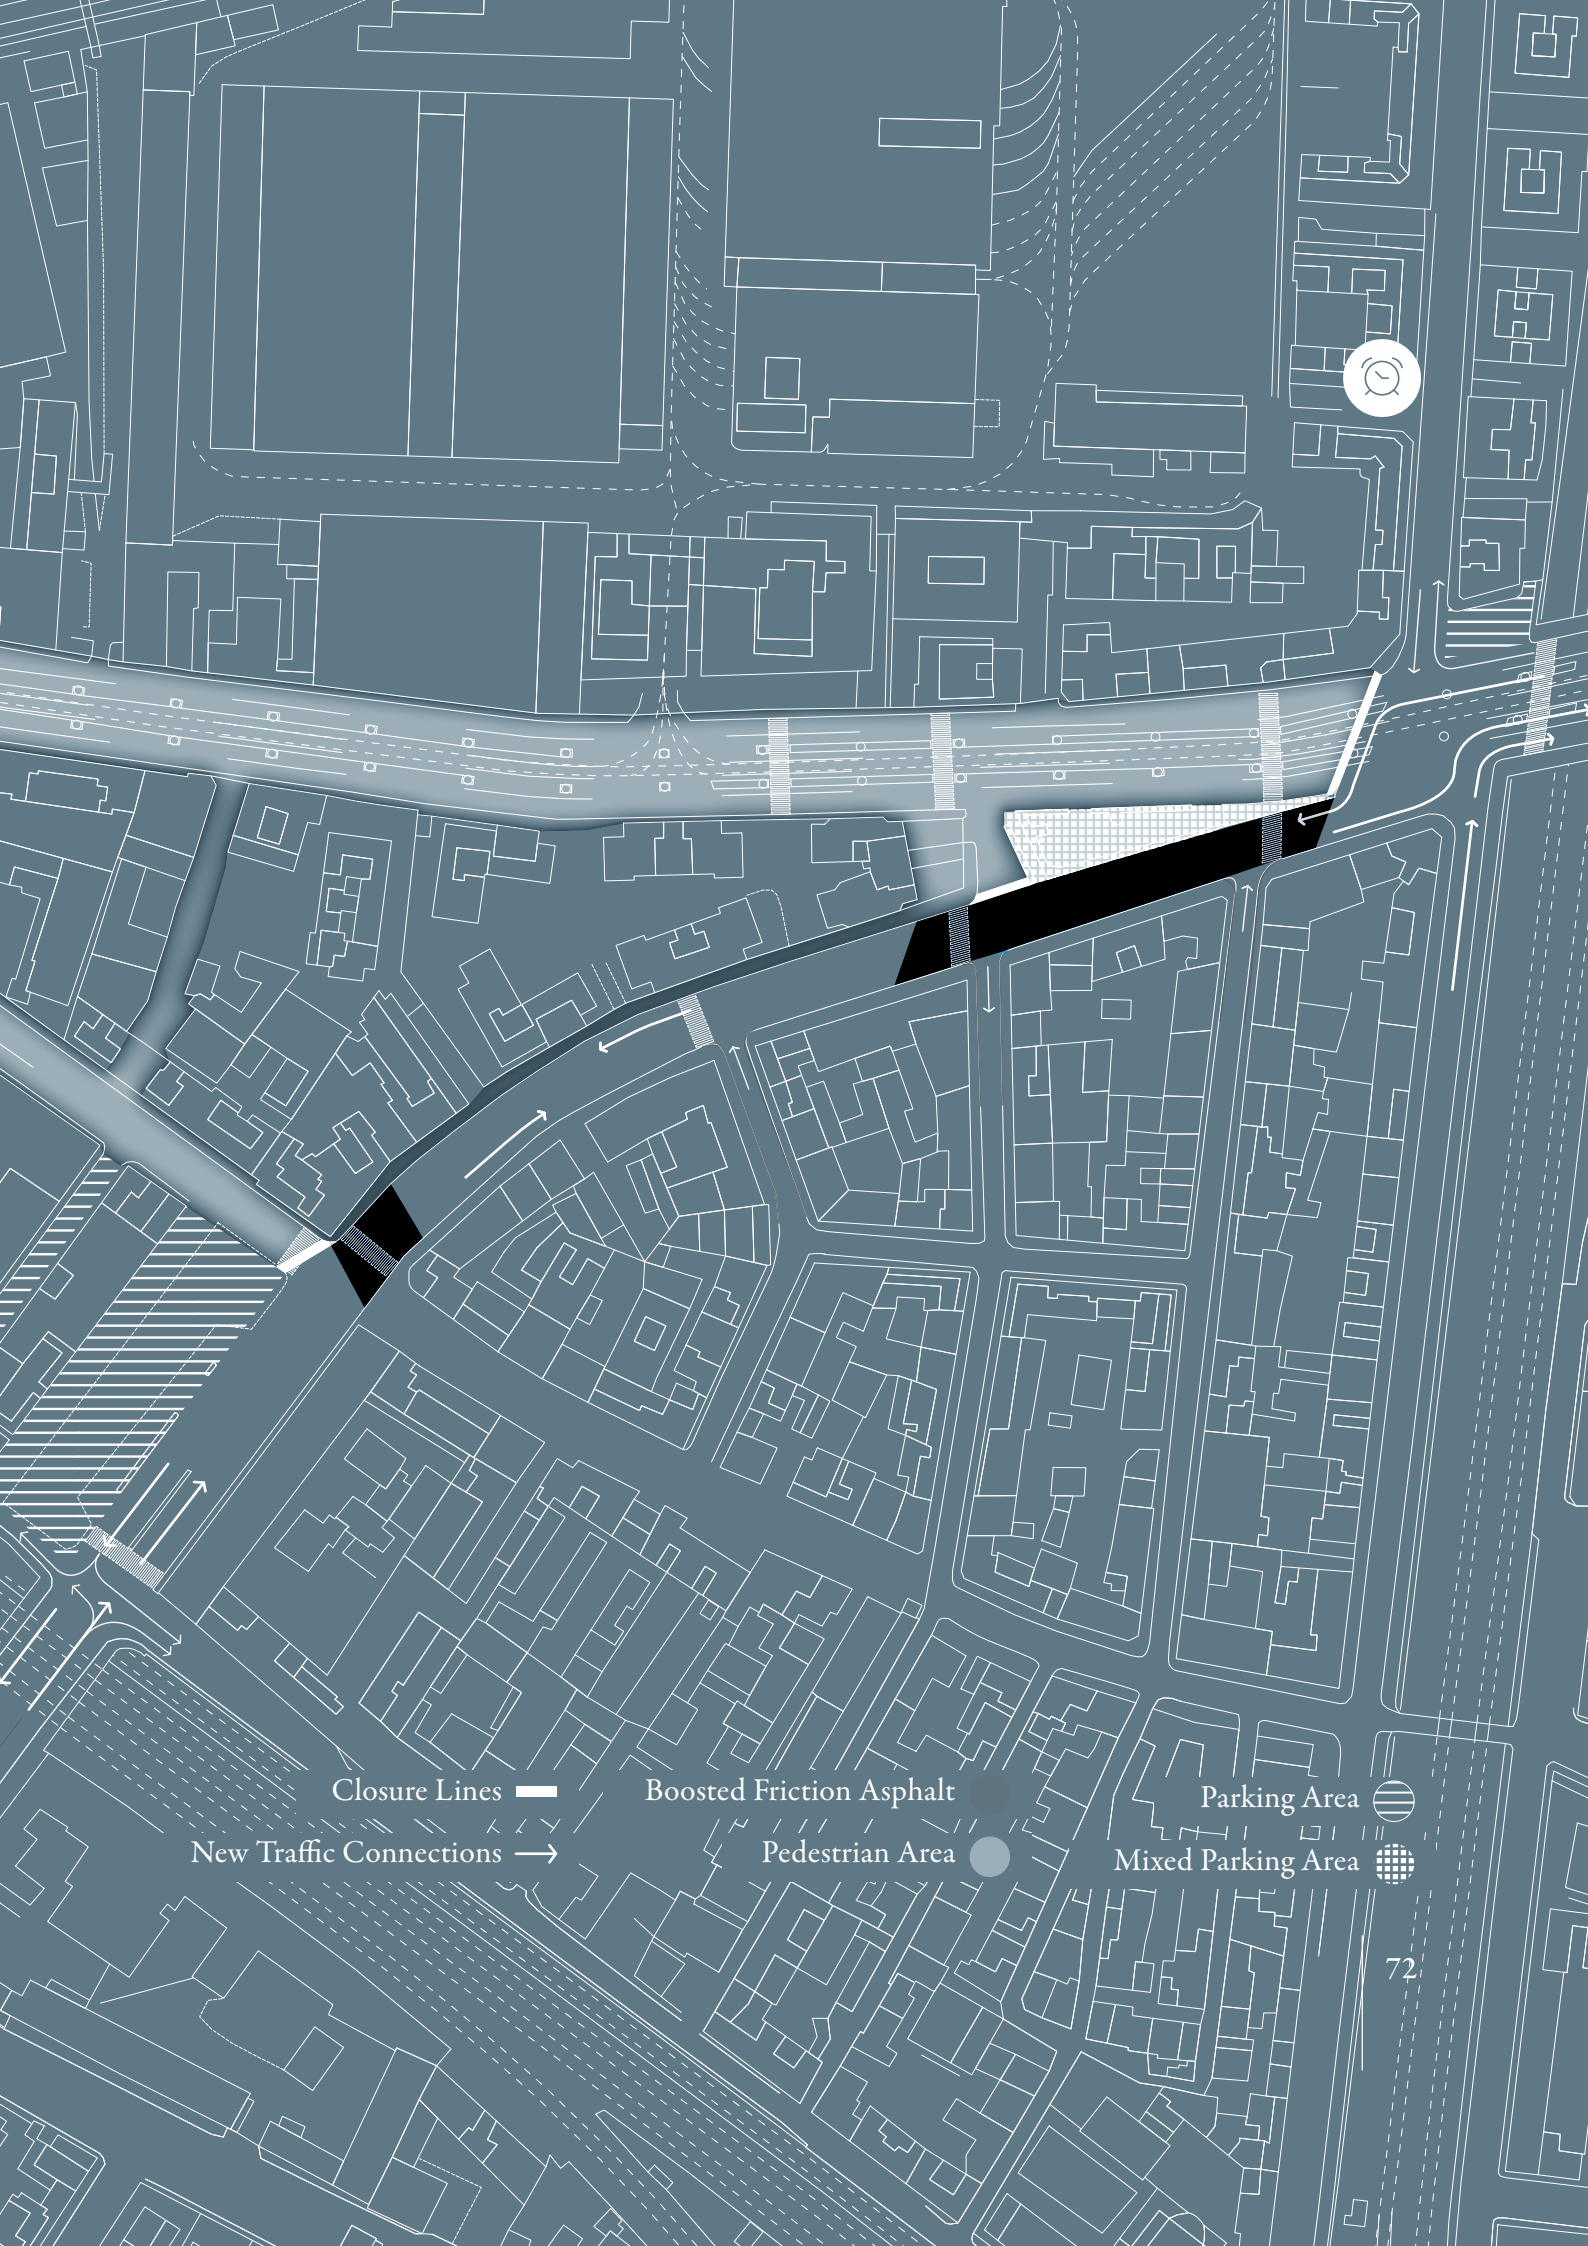 Closure Lines
Boosted Friction Asphalt
Parking Area
New Traffic Connections
Pedestrian Area
Mixed Parking Area
72